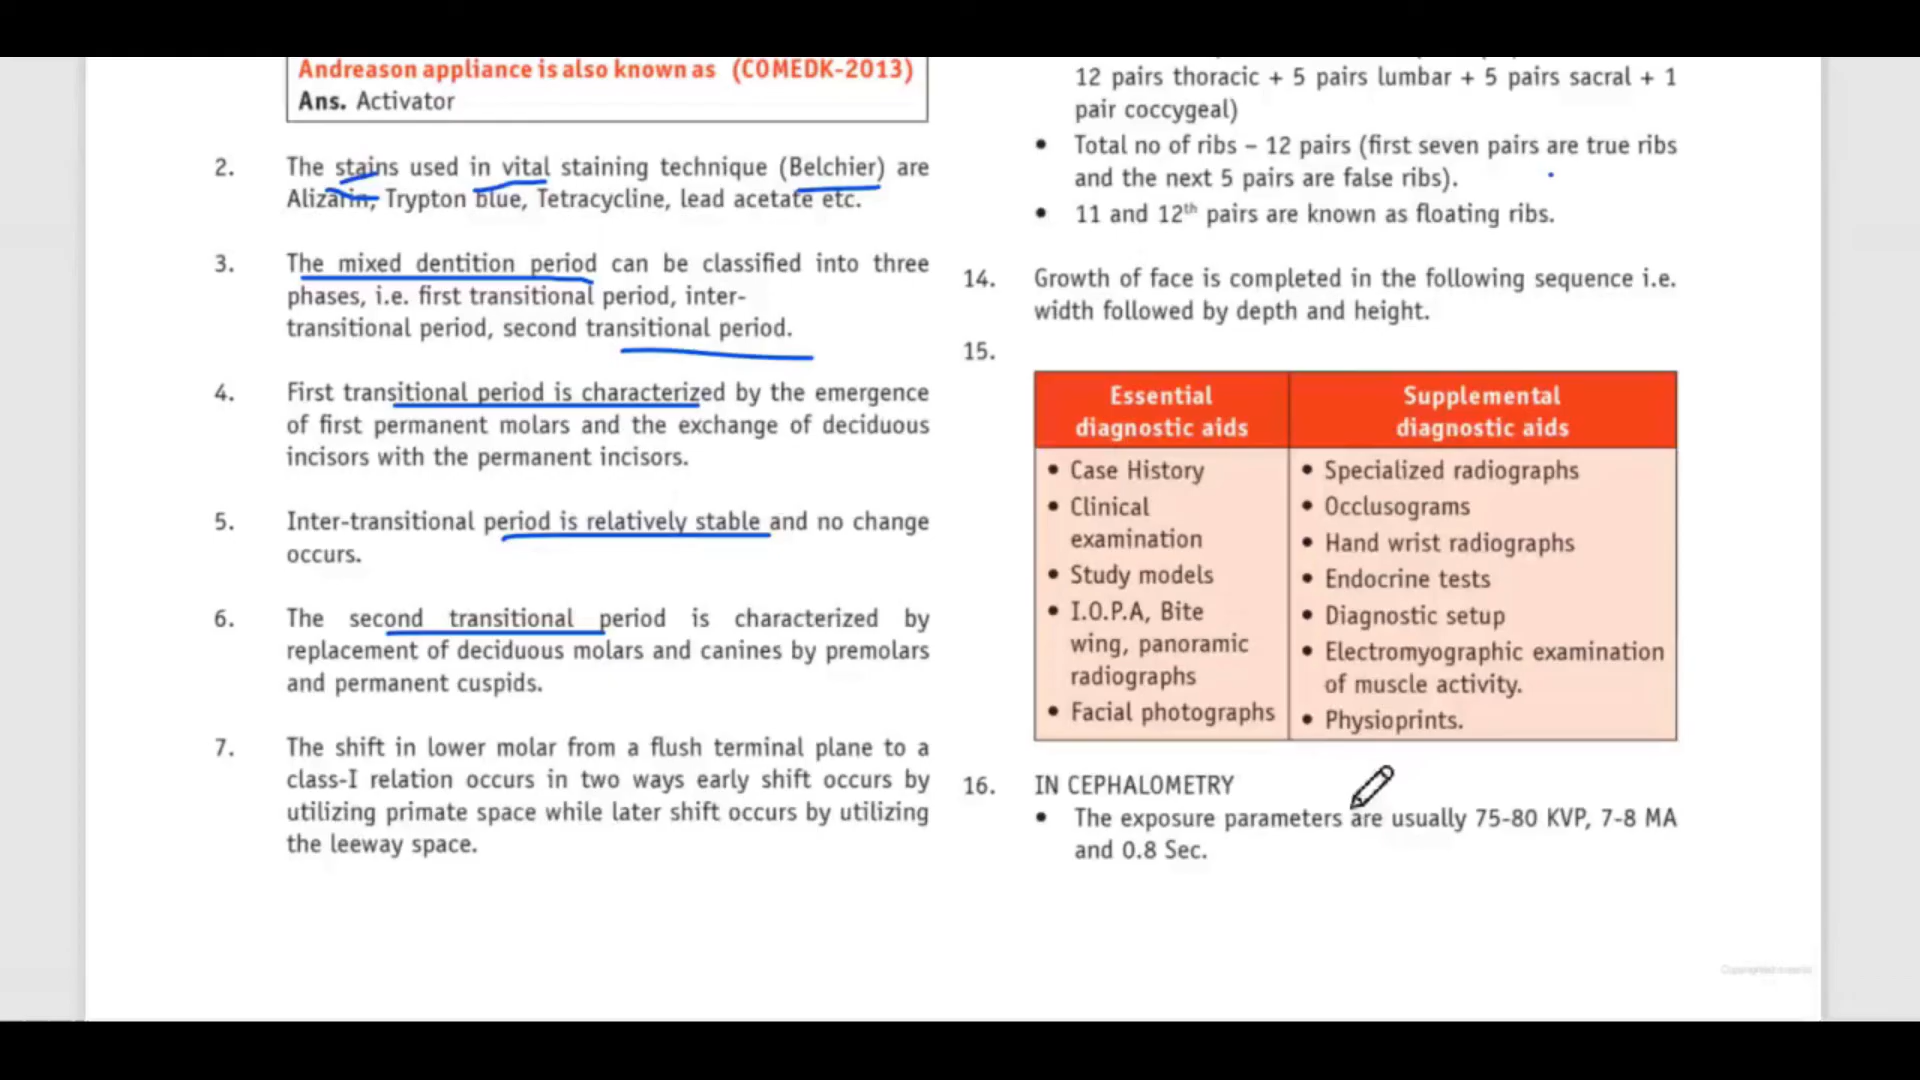 Andreason appliance is also known as (COMEDK-2013)
Ans. Activator
2. The stains used in vital staining technique (Belchier) are
Alizarin, Trypton blue, Tetracycline, lead acetate etc.
3. The mixed dentition period can be classified into three
phases, i.e. first transitional period, inter-
transitional period, second transitional period.
4. First transitional period is characterized by the emergence
of first permanent molars and the exchange of deciduous
incisors with the permanent incisors.
5. Inter-transitional period is relatively stable and no change
occurs.
6. The second transitional period is characterized by
replacement of deciduous molars and canines by premolars
and permanent cuspids.
7. The shift in lower molar from a flush terminal plane to a
class-I relation occurs in two ways early shift occurs by
utilizing primate space while later shift occurs by utilizing
the leeway space.
12 pairs thoracic + 5 pairs lumbar + 5 pairs sacral + 1
pair coccygeal)
• Total no of ribs – 12 pairs (first seven pairs are true ribs
and the next 5 pairs are false ribs).
• 11 and 12th pairs are known as floating ribs.
14. Growth of face is completed in the following sequence i.e.
width followed by depth and height.
15.
Essential
diagnostic aids
• Case History
• Clinical
examination
• Study models
• I.O.P.A, Bite
wing, panoramic
radiographs
• Facial photographs
Supplemental
diagnostic aids
• Specialized radiographs
• Occlusograms
• Hand wrist radiographs
• Endocrine tests
• Diagnostic setup
• Electromyographic examination
of muscle activity.
• Physioprints.
16. IN CEPHALOMETRY
• The exposure parameters are usually 75-80 KVP, 7-8 MA
and 0.8 Sec.